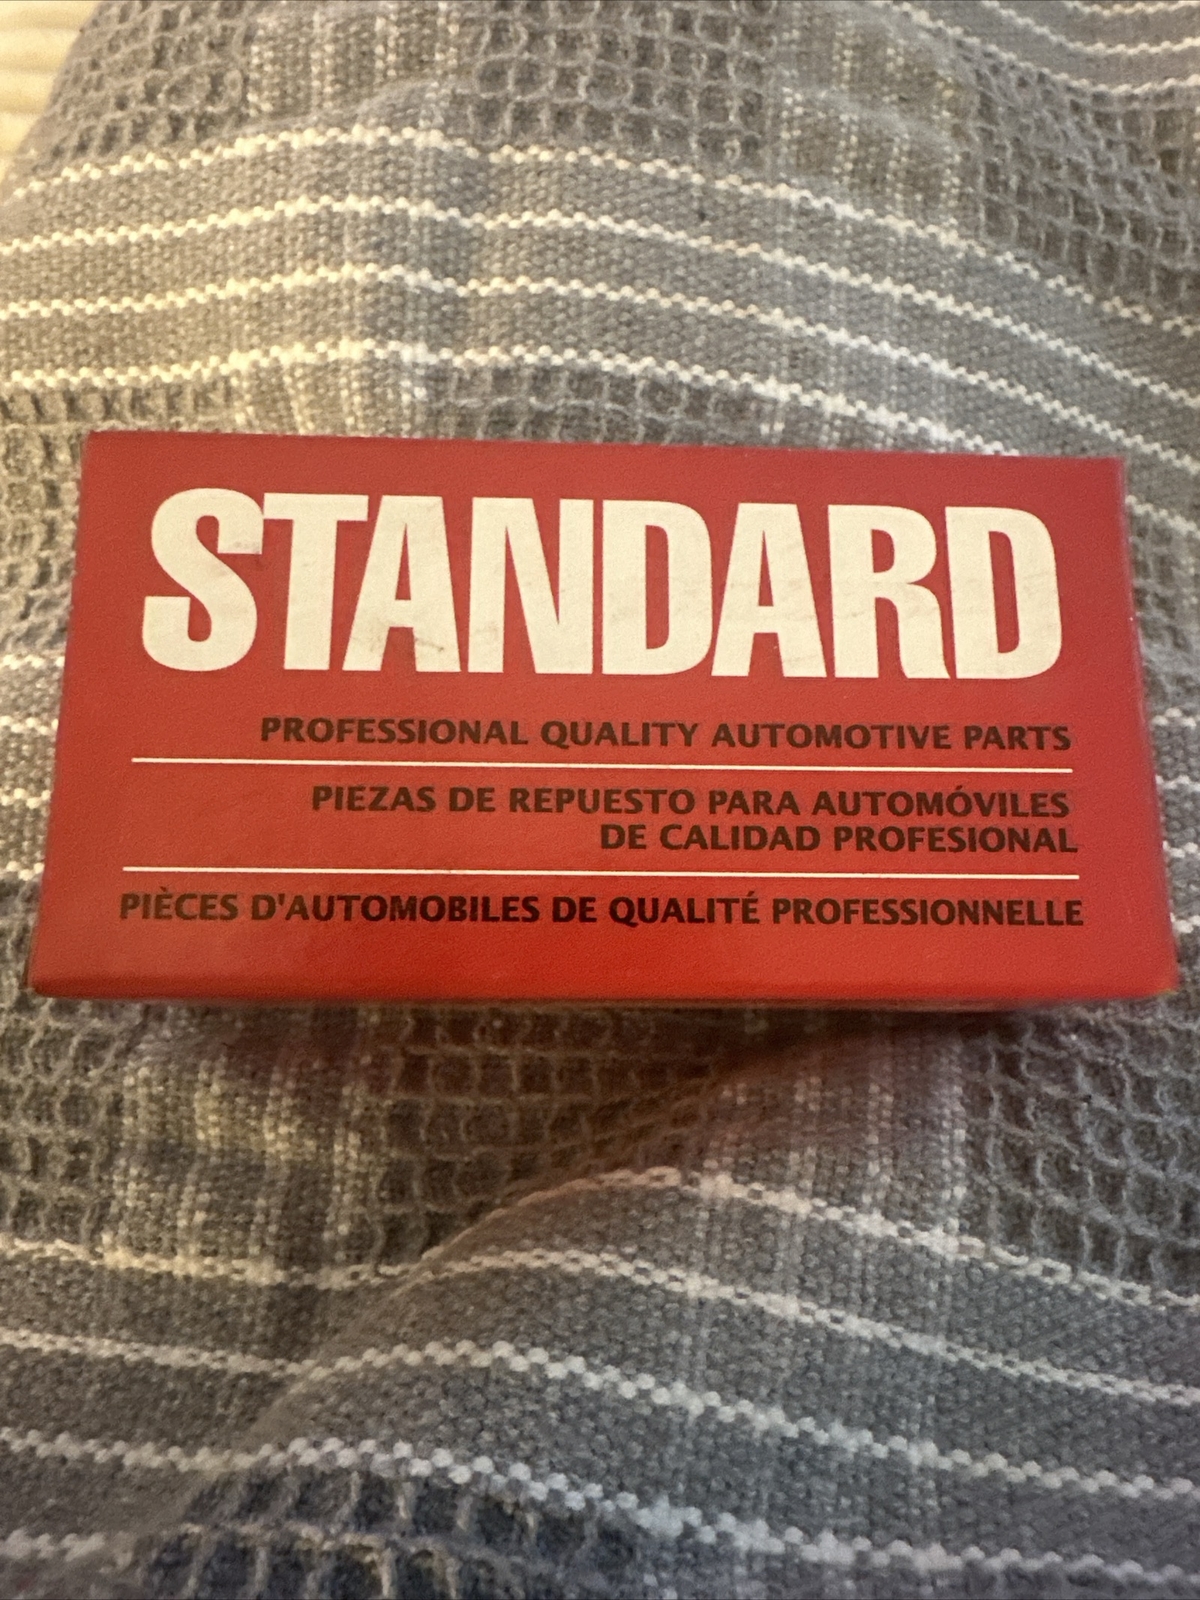 STANDARD
PROFESSIONAL QUALITY AUTOMOTIVE PARTS
PIEZAS DE REPUESTO PARA AUTOMÓVILES
DE CALIDAD PROFESIONAL
PIÈCES D'AUTOMOBILES DE QUALITÉ PROFESSIONNELLE